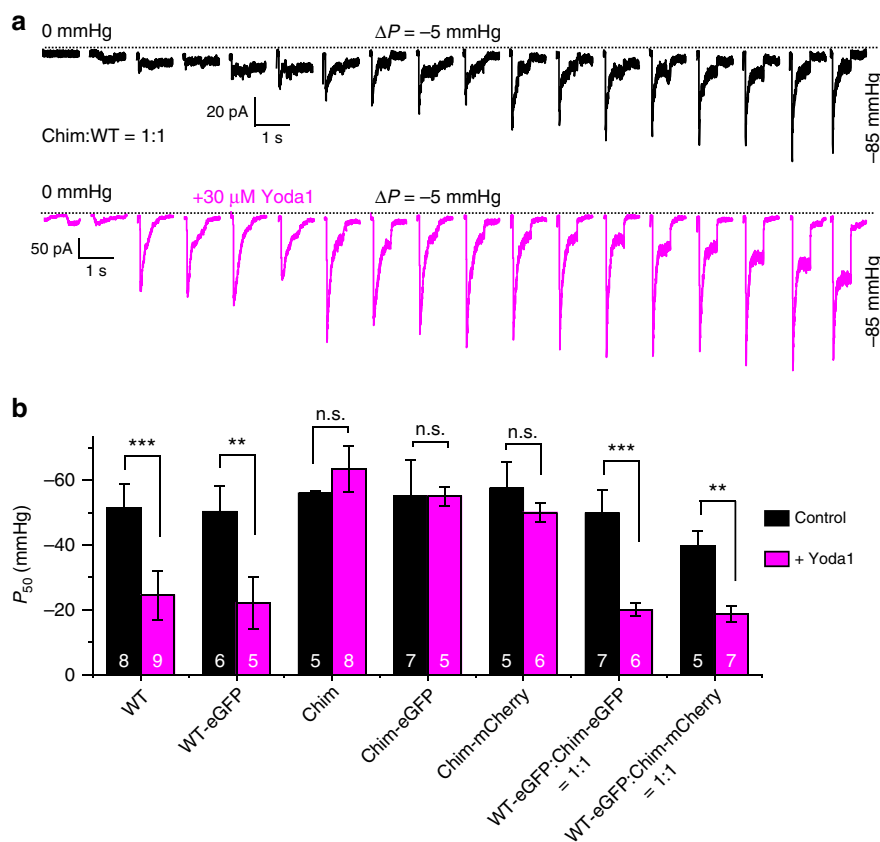 a
0 mmHg
ΔP = –5 mmHg
20 pA
1 s
Chim:WT = 1:1
–85 mmHg
0 mmHg
+30 μM Yoda1
ΔP = –5 mmHg
50 pA
1 s
–85 mmHg
b
P50 (mmHg)
–60
–40
–20
0
***
**
n.s.
n.s.
n.s.
***
**
Control
+ Yoda1
8 9 6 5 5 8 7 5 5 6 7 6 5 7
WT
WT-eGFP
Chim
Chim-eGFP
Chim-mCherry
WT-eGFP:Chim-eGFP
= 1:1
WT-eGFP:Chim-mCherry
= 1:1